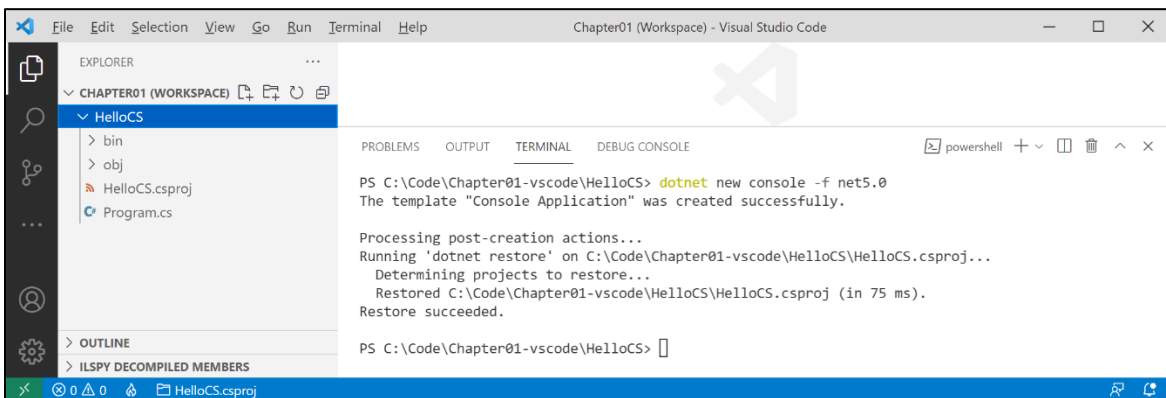 File Edit Selection View Go Run Terminal Help Chapter01 (Workspace) - Visual Studio Code
EXPLORER
CHAPTER01 (WORKSPACE)
HelloCS
bin
obj
HelloCS.csproj
C# Program.cs
OUTLINE
ILSPY DECOMPILED MEMBERS
PROBLEMS OUTPUT TERMINAL DEBUG CONSOLE powershell
PS C:\Code\Chapter01-vscode\HelloCS> dotnet new console -f net5.0
The template "Console Application" was created successfully.
Processing post-creation actions...
Running 'dotnet restore' on C:\Code\Chapter01-vscode\HelloCS\HelloCS.csproj...
Determining projects to restore...
Restored C:\Code\Chapter01-vscode\HelloCS\HelloCS.csproj (in 75 ms).
Restore succeeded.
PS C:\Code\Chapter01-vscode\HelloCS>
0 0 HelloCS.csproj